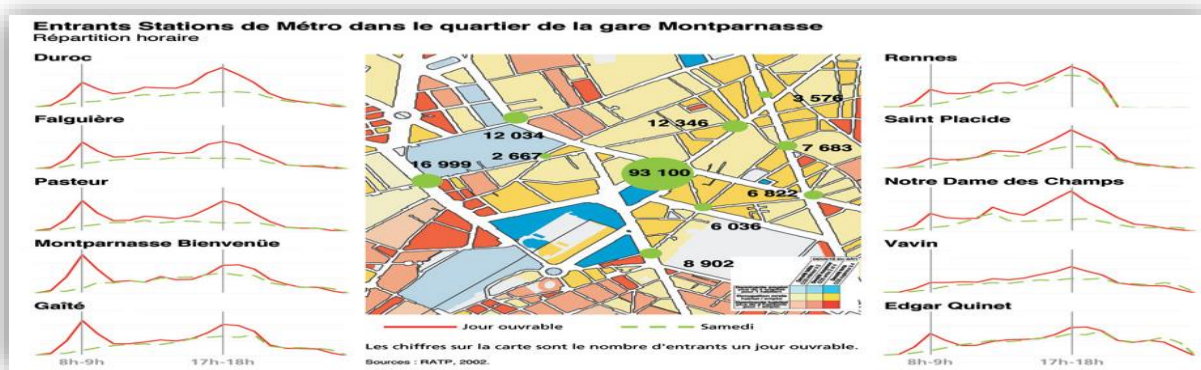 Entrants Stations de Métro dans le quartier de la gare Montparnasse
Répartition horaire
Duroc
Falguière
Pasteur
Montparnasse Bienvenüe
Gaîté
8h-9h
17h-18h
3 576
12 346
12 034
2 667
7 683
16 999
93 100
6 822
6 036
8 902
Jour ouvrable
Samedi
Les chiffres sur la carte sont le nombre d'entrants un jour ouvrable.
Sources : RATP, 2002.
Rennes
Saint Placide
Notre Dame des Champs
Vavin
Edgar Quinet
8h-9h
17h-18h